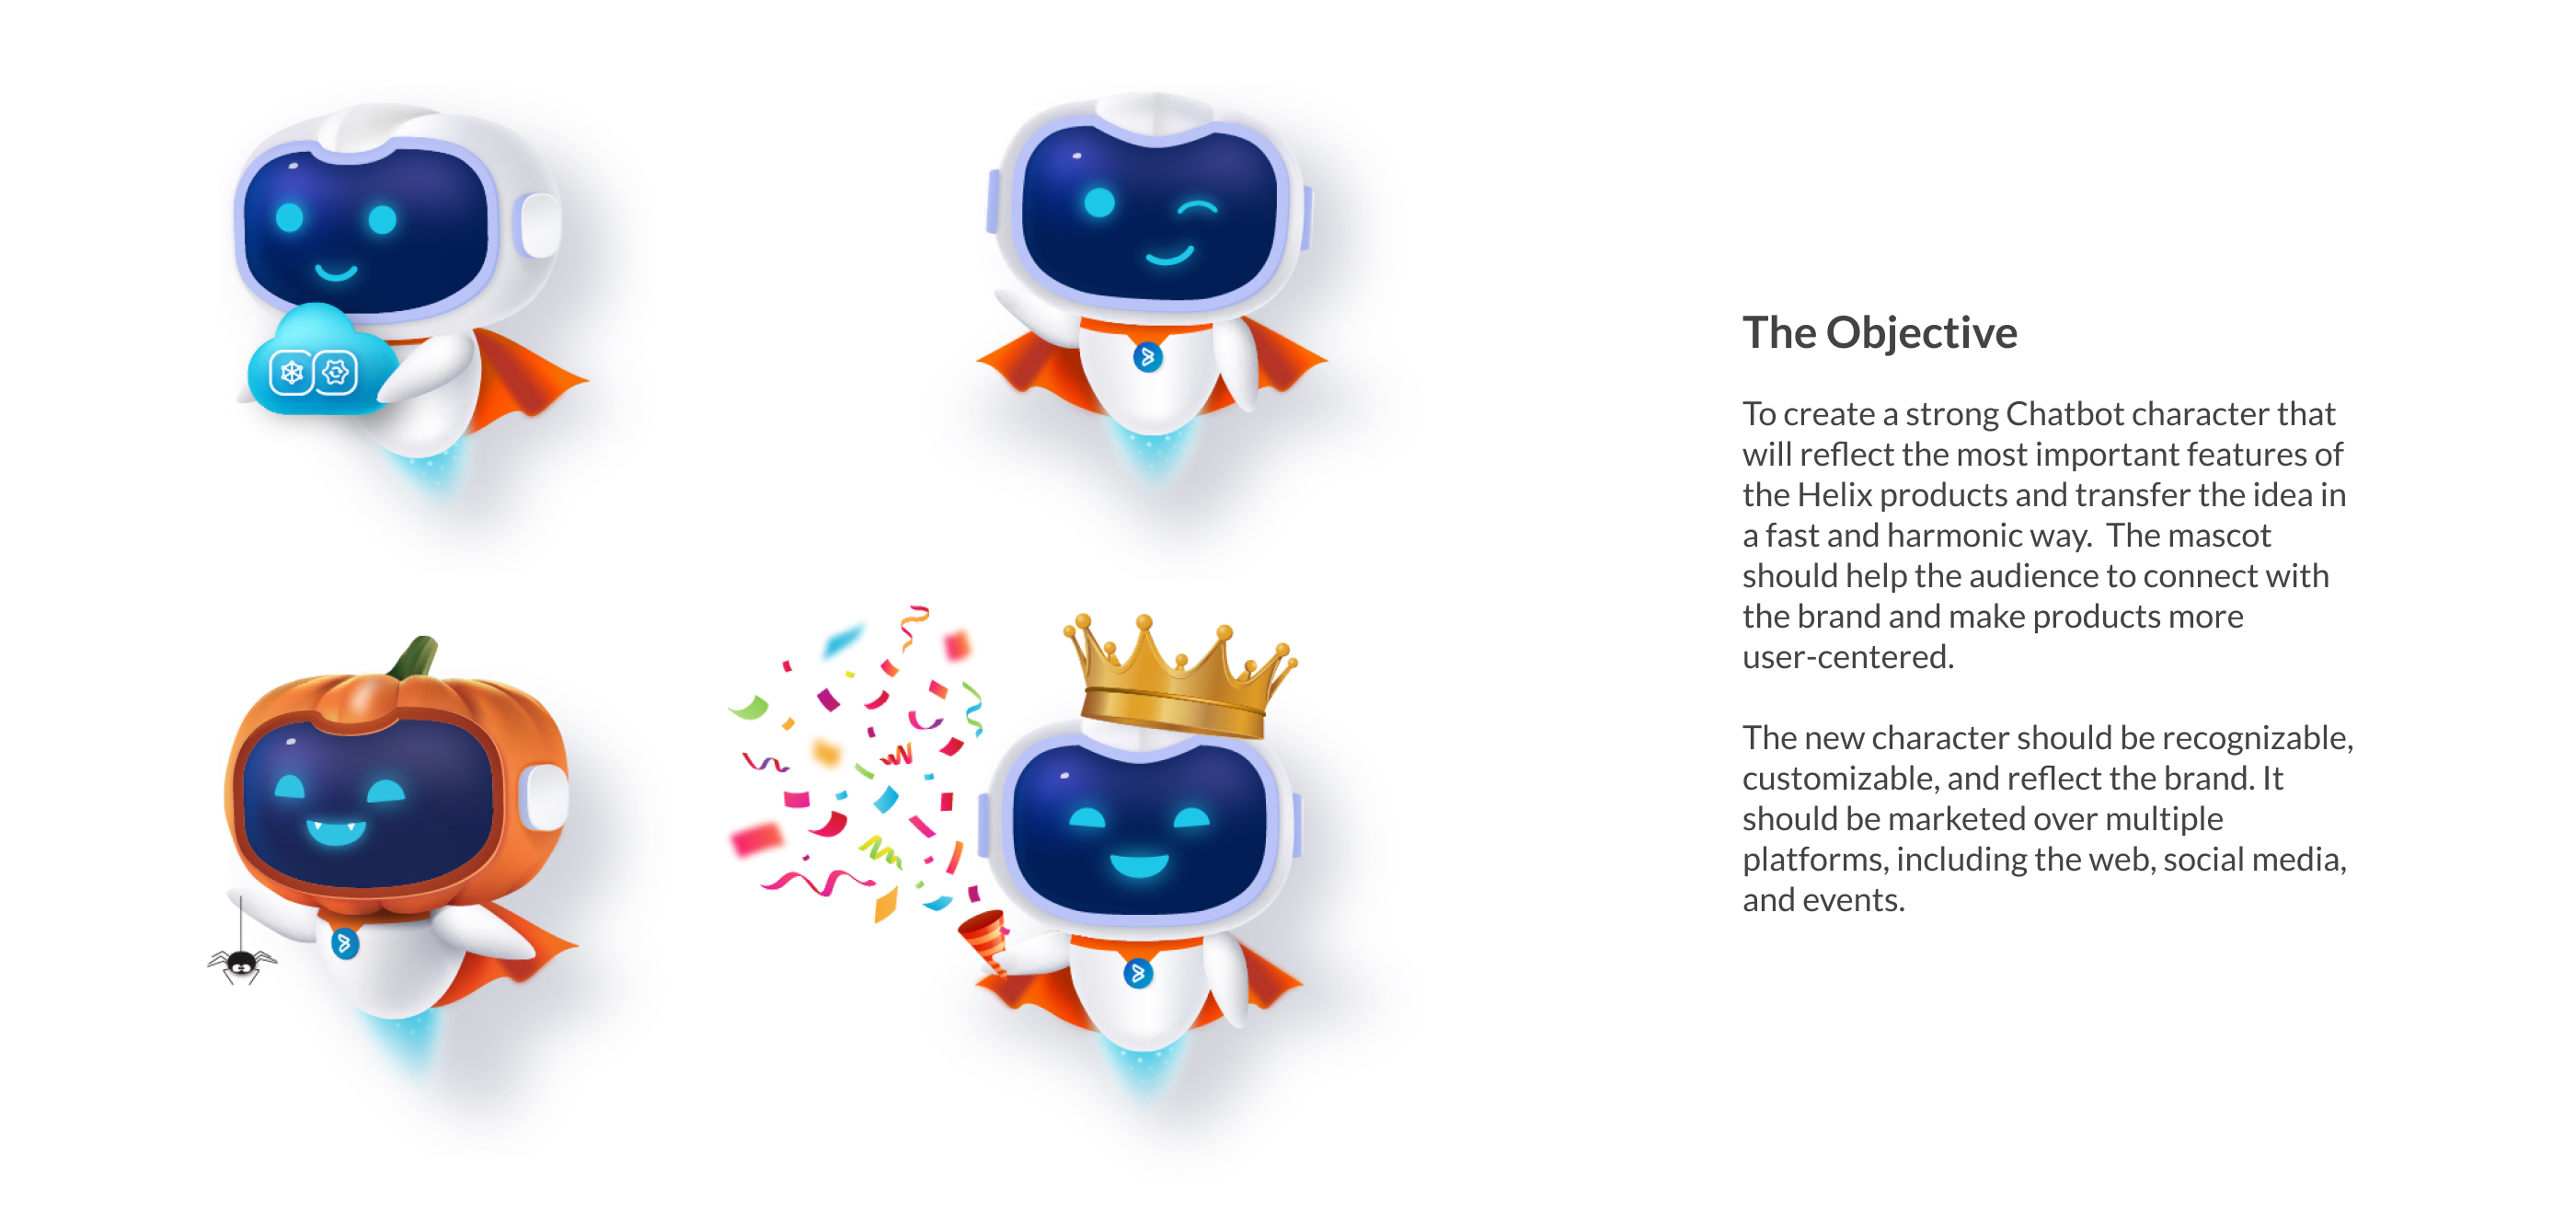 The Objective
To create a strong Chatbot character that
will reflect the most important features of
the Helix products and transfer the idea in
a fast and harmonic way.  The mascot
should help the audience to connect with
the brand and make products more
user-centered.
The new character should be recognizable,
customizable, and reflect the brand. It
should be marketed over multiple
platforms, including the web, social media,
and events.